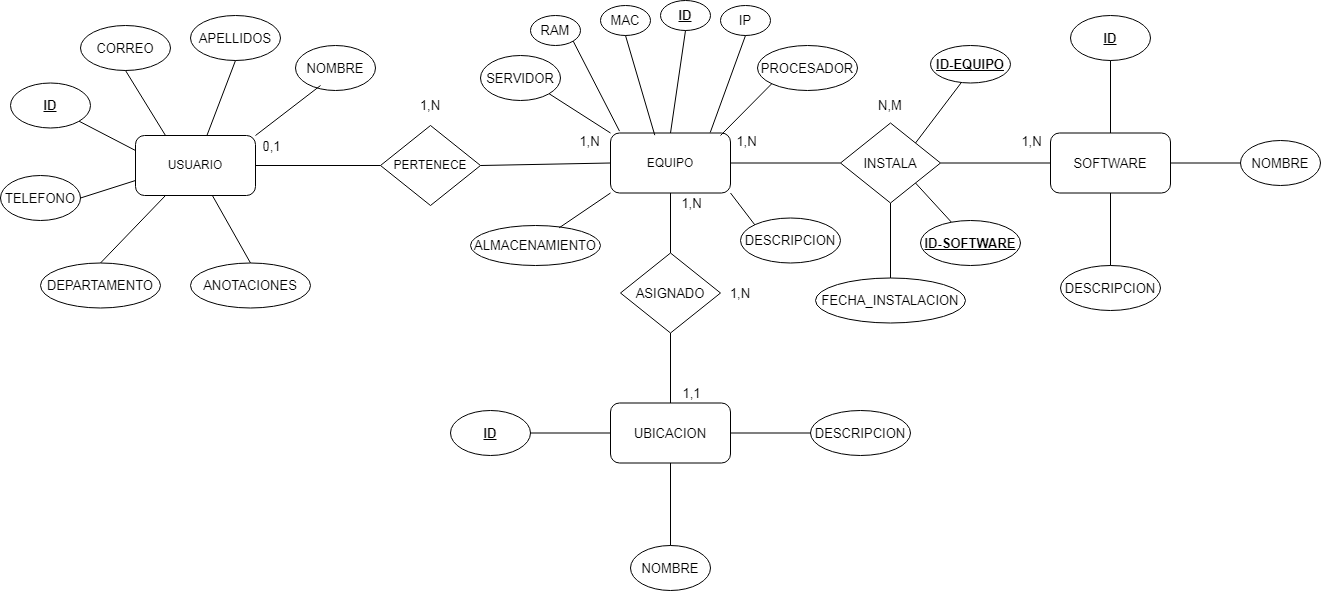 ID
CORREO
APELLIDOS
NOMBRE
TELEFONO
USUARIO
DEPARTAMENTO
ANOTACIONES
0,1
1,N
PERTENECE
1,N
SERVIDOR
RAM
MAC
ID
IP
PROCESADOR
EQUIPO
1,N
ALMACENAMIENTO
1,N
DESCRIPCION
N,M
INSTALA
ID-EQUIPO
ID-SOFTWARE
FECHA_INSTALACION
1,N
ID
SOFTWARE
NOMBRE
DESCRIPCION
ASIGNADO
1,N
1,1
ID
UBICACION
DESCRIPCION
NOMBRE